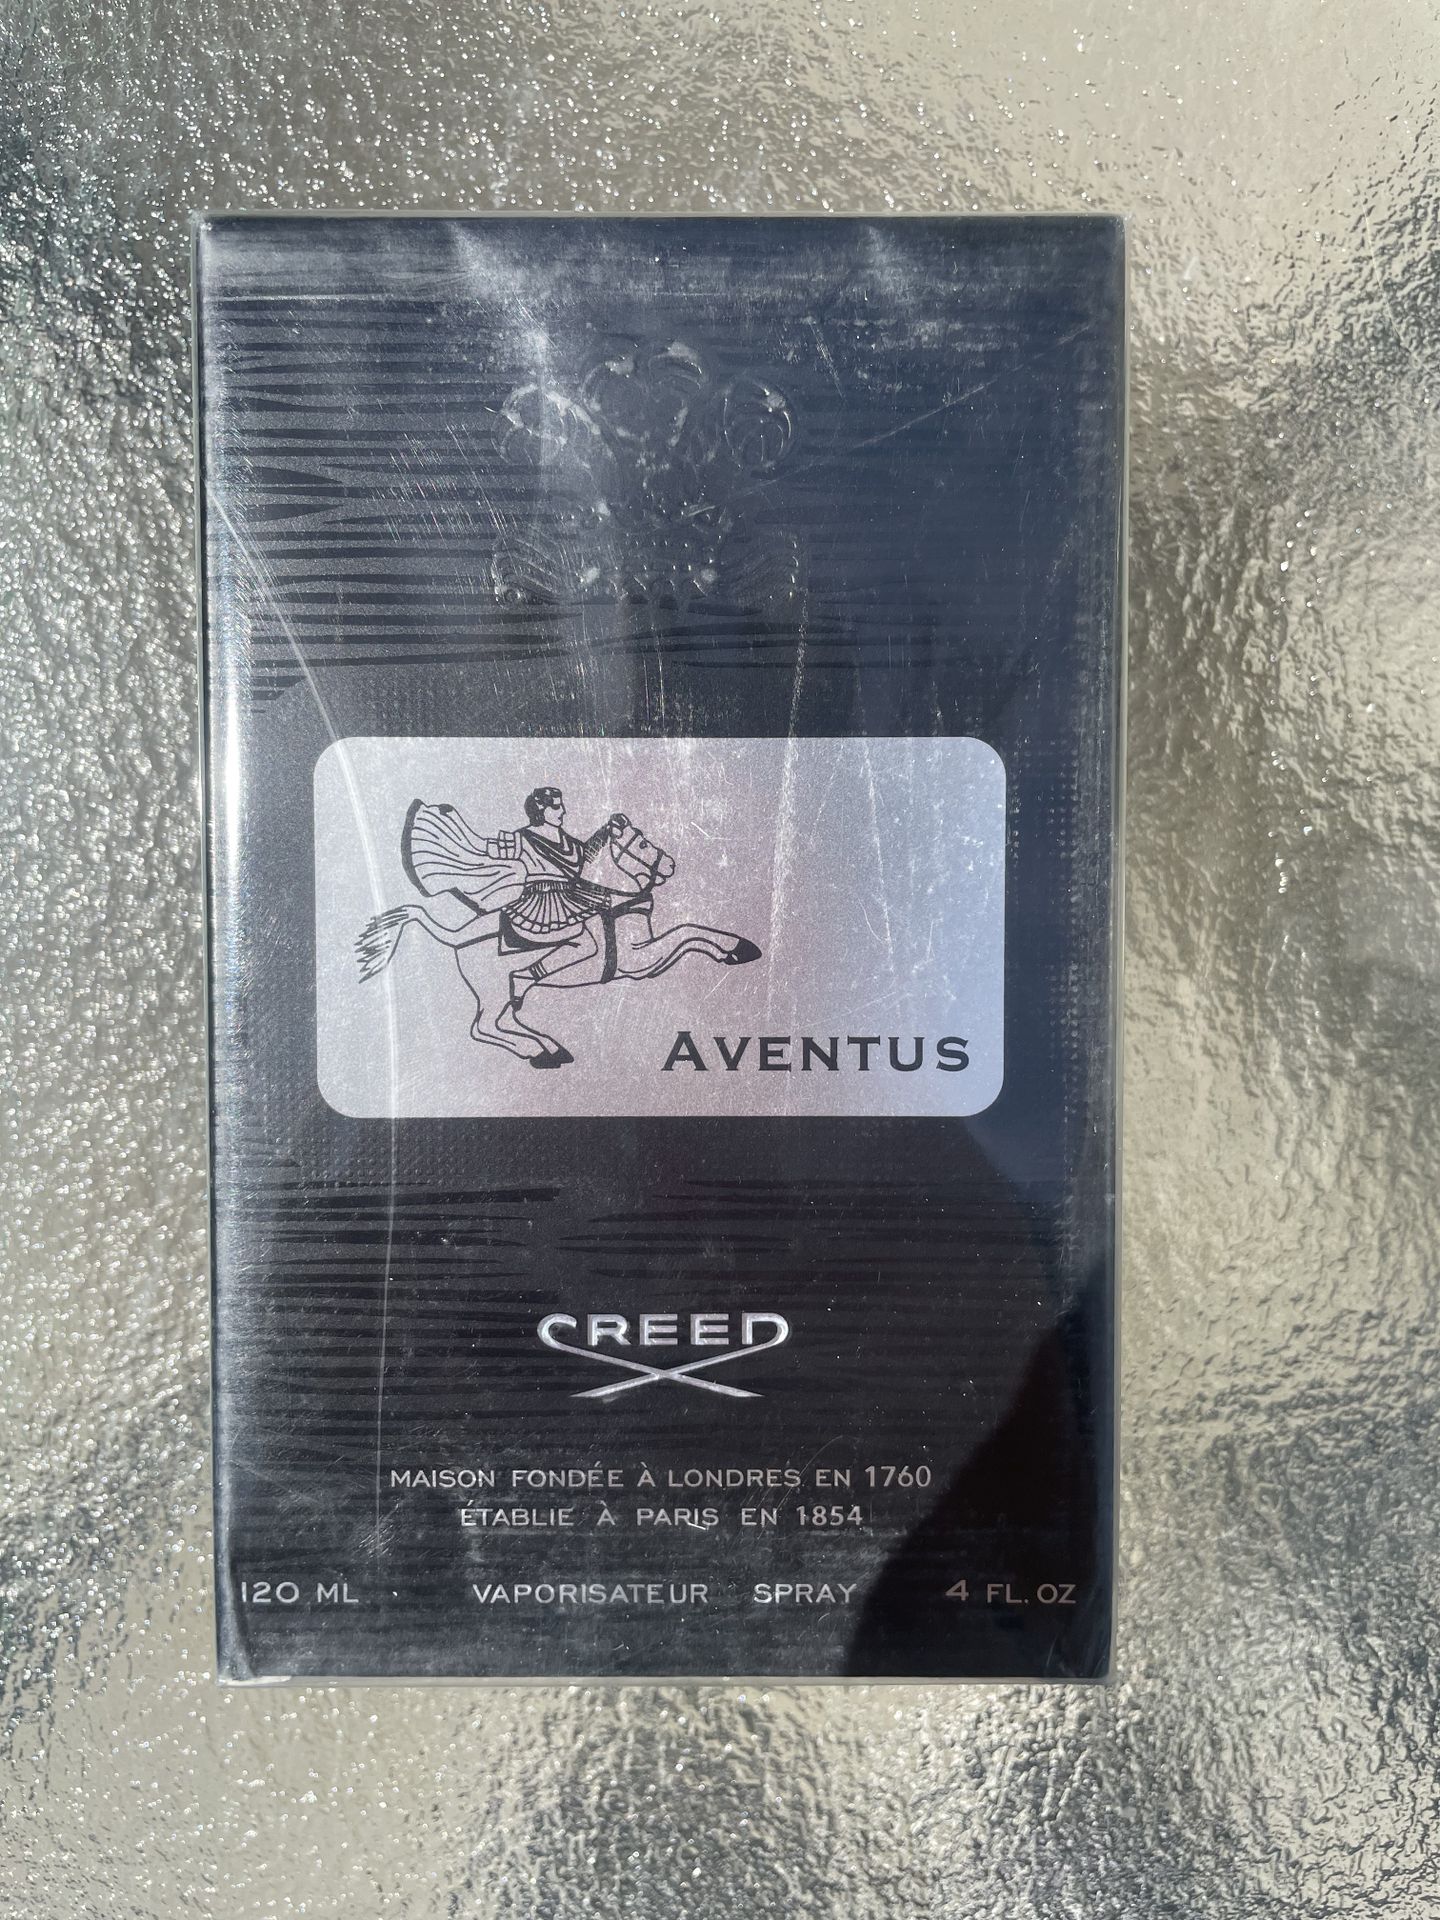 AVENTUS
CREED
MAISON FONDÉE À LONDRES EN 1760
ÉTABLIE À PARIS EN 1854
120 ML VAPORISATEUR SPRAY 4 FL. OZ